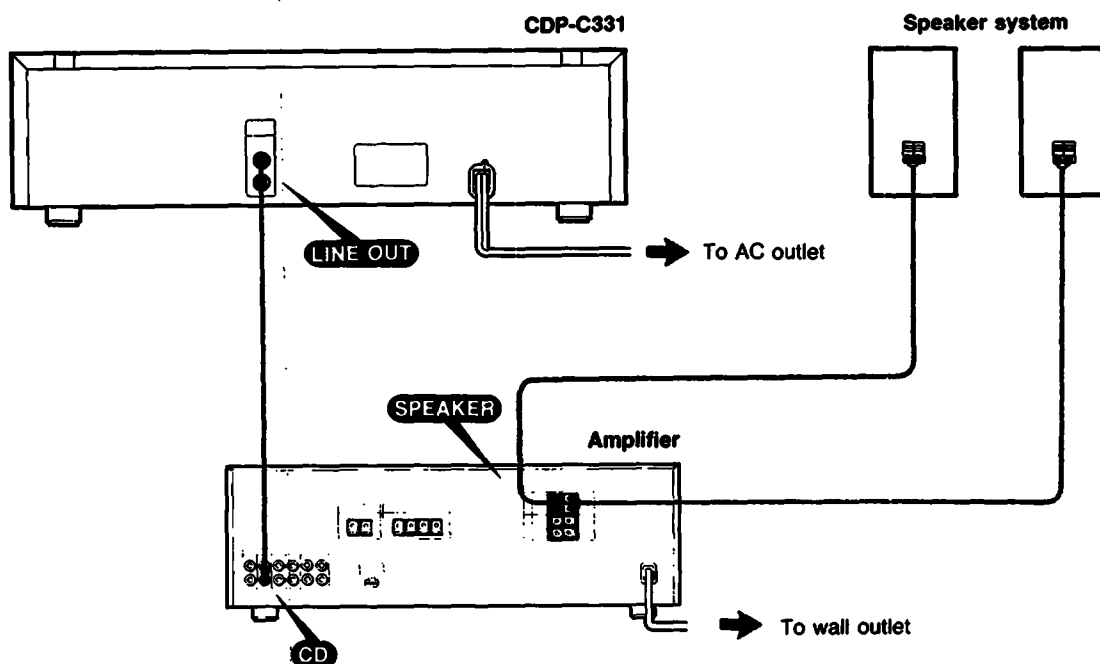 CDP-C331
Speaker system
LINE OUT
To AC outlet
SPEAKER
Amplifier
To wall outlet
CD